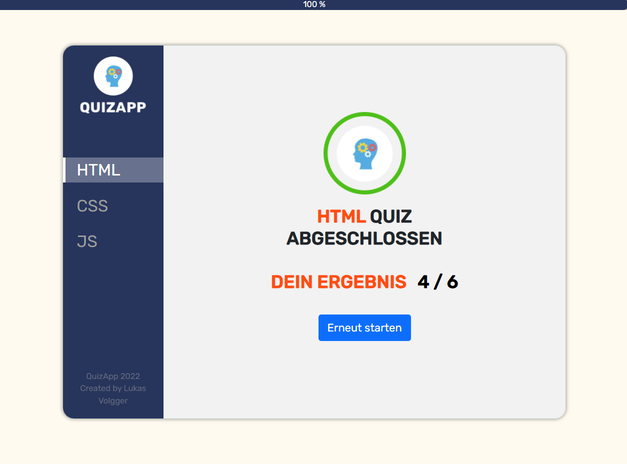 100 %
QUIZAPP
HTML
CSS
JS
QuizApp 2022
Created by Lukas
Volgger
HTML QUIZ
ABGESCHLOSSEN
DEIN ERGEBNIS 4 / 6
Erneut starten